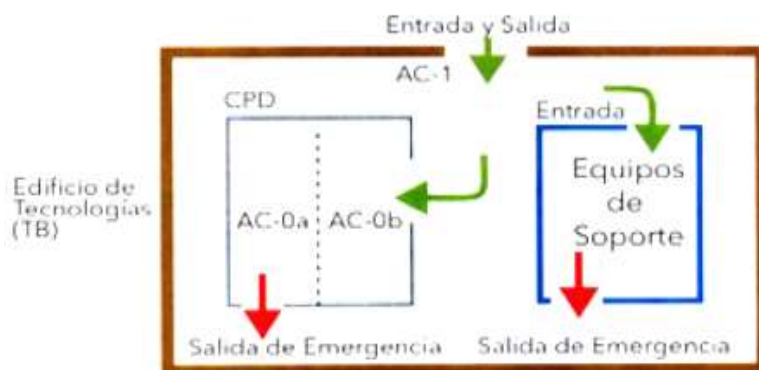 Entrada y Salida
AC-1
CPD
Entrada
Edificio de
Tecnologías
(TB)
Equipos
de
Soporte
AC-0a
AC-0b
Salida de Emergencia
Salida de Emergencia